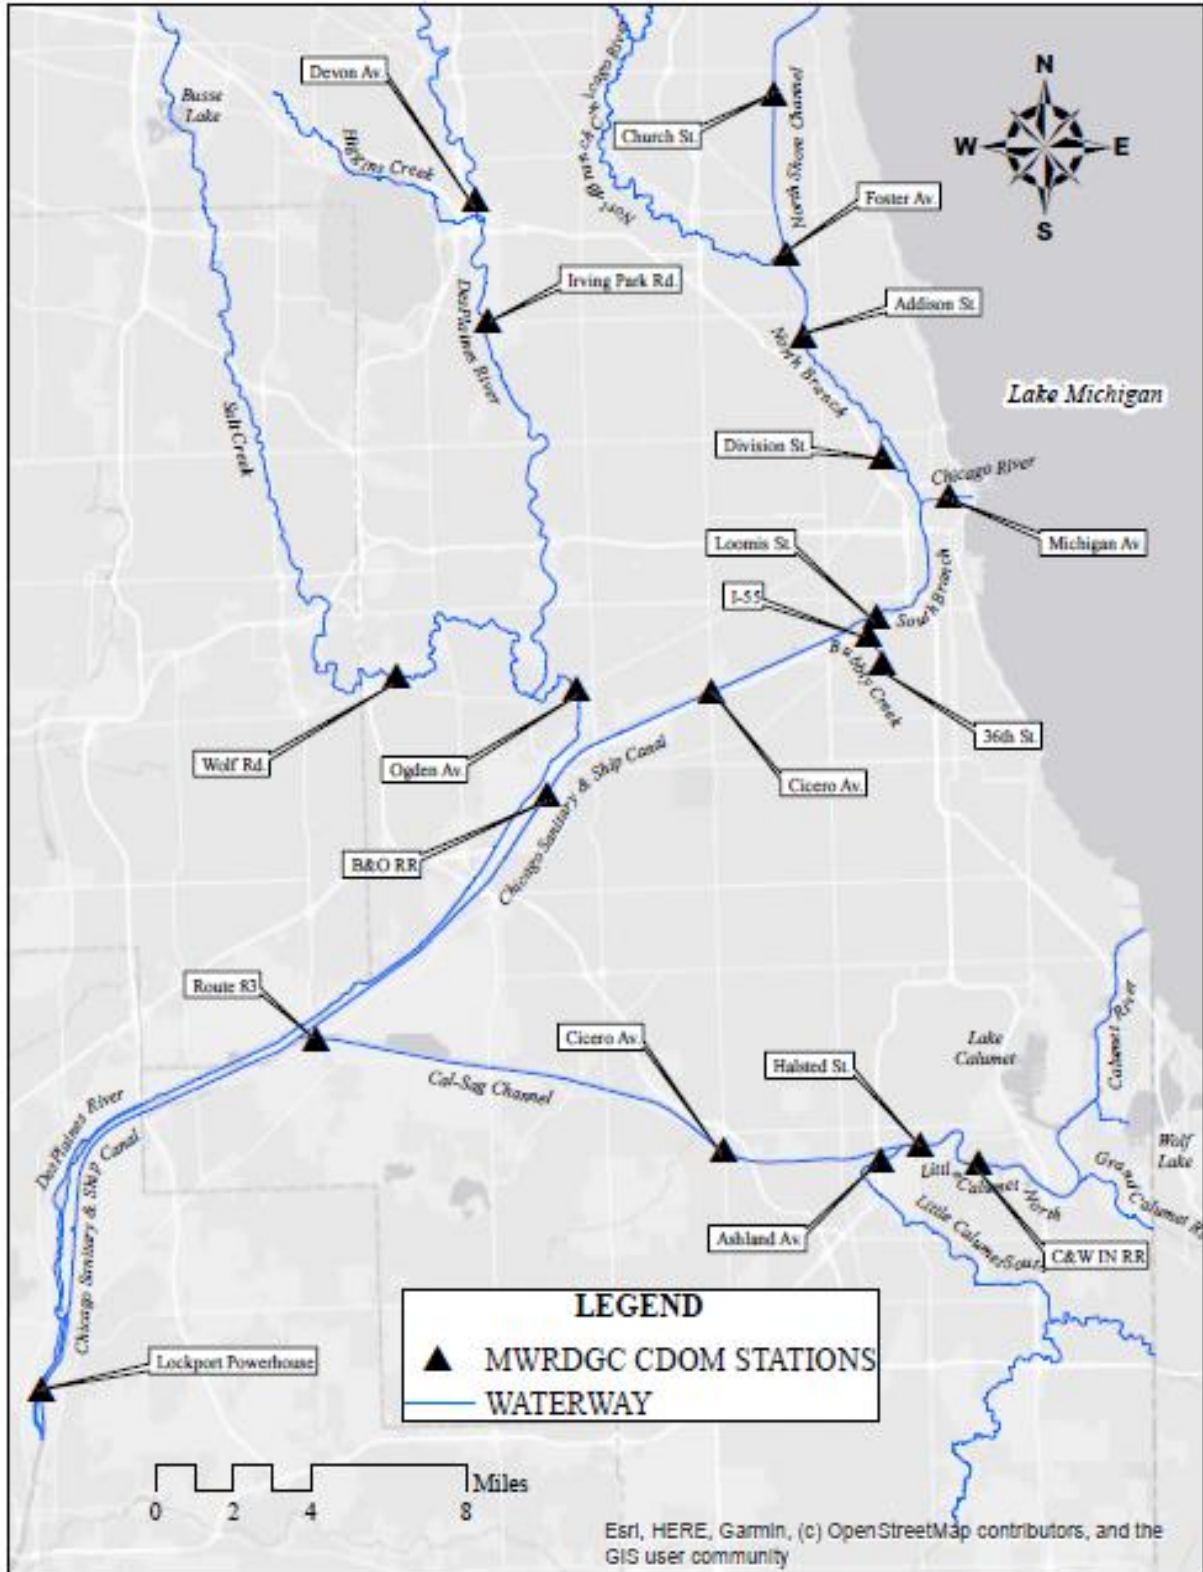 Devon Av.
Busse
Lake
Higgins Creek
North Branch Chicago River
Church St.
North Shore Channel
N
W
E
S
Foster Av.
Irving Park Rd.
DesPlaines River
Addison St.
North Branch
Lake Michigan
Salt Creek
Division St.
Chicago River
Loomis St.
Michigan Av
I-55
South Branch
Bubbly Creek
36th St.
Wolf Rd.
Ogden Av.
Cicero Av.
Chicago Sanitary & Ship Canal
B&O RR
Route 83
Cicero Av.
Lake
Calumet
Calumet River
Halsted St.
Cal-Sag Channel
DesPlaines River
Chicago Sanitary & Ship Canal
Wolf
Lake
Grand Calumet R
Little
Calumet North
Little Calumet
Ashland Av.
C&W IN RR
LEGEND
MWRDGC CDOM STATIONS
WATERWAY
Lockport Powerhouse
Miles
0 2 4 8
Esri, HERE, Garmin, (c) OpenStreetMap contributors, and the
GIS user community